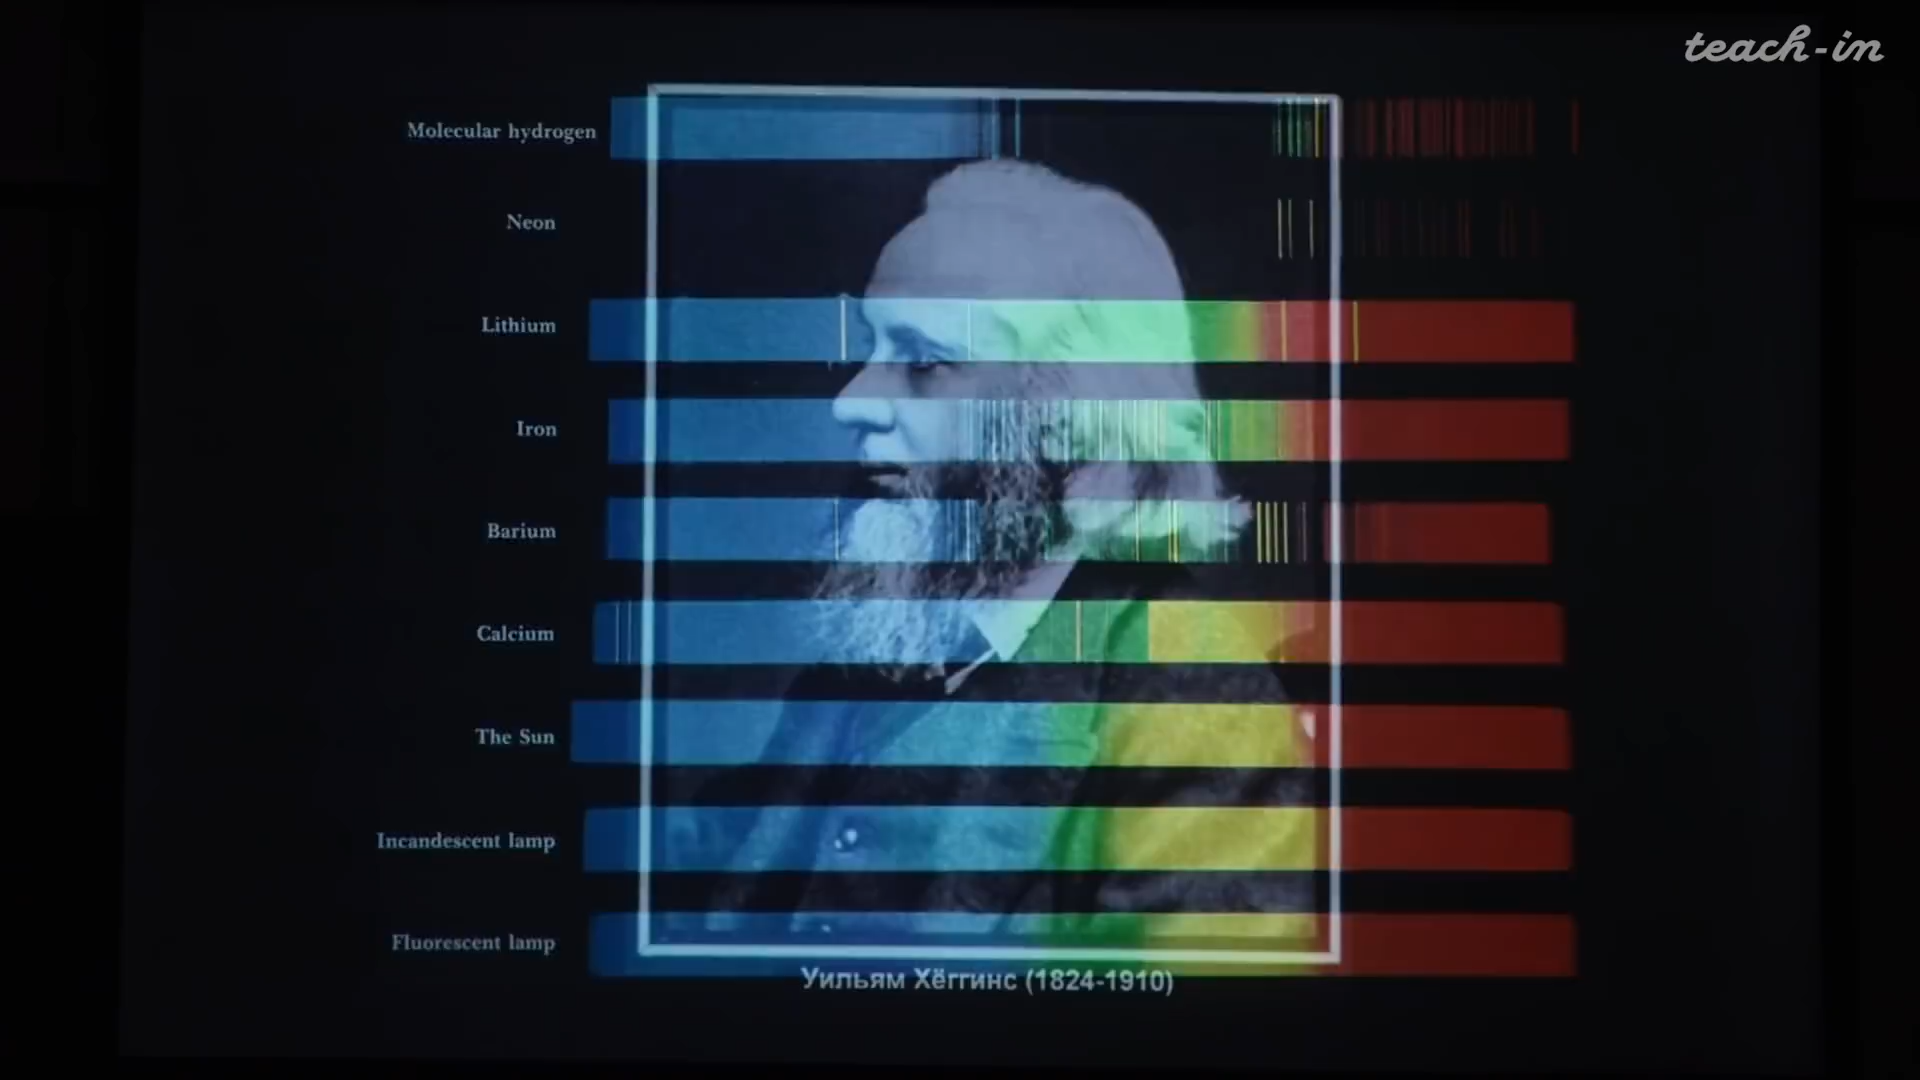 teach-in
Molecular hydrogen
Neon
Lithium
Iron
Barium
Calcium
The Sun
Incandescent lamp
Fluorescent lamp
Уильям Хёггинс (1824-1910)